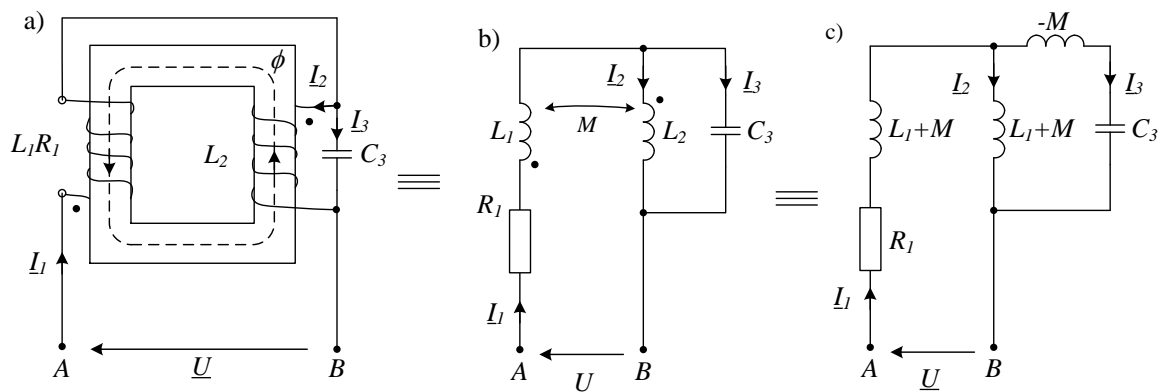 a)
ϕ
I2
I3
L1R1
L2
C3
I1
A
U
B
b)
I2
I3
L1
M
L2
C3
R1
I1
A
U
B
c)
-M
I2
I3
L1+M
L1+M
C3
R1
I1
A
U
B